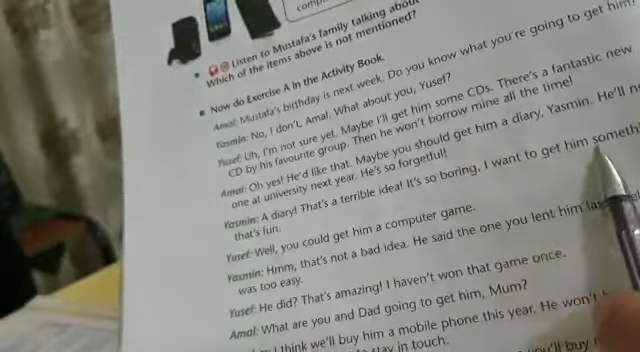 Listen to Mustafa's family talking about
Which of the items above is not mentioned?
Now do Exercise A in the Activity Book.
Amal: Mustafa's birthday is next week. Do you know what you're going to get him?
Yasmin: No, I don't, Amal. What about you, Yusef?
Yusef: Uh, I'm not sure yet. Maybe I'll get him some CDs. There's a fantastic new
CD by his favourite group. Then he won't borrow mine all the time!
Amal: Oh yes! He'd like that. Maybe you should get him a diary, Yasmin. He'll
one at university next year. He's so forgetful!
Yasmin: A diary! That's a terrible idea! It's so boring. I want to get him
that's fun.
Yusef: Well, you could get him a computer game.
Yasmin: Hmm, that's not a bad idea. He said the one you lent him
was too easy.
Yusef: He did? That's amazing! I haven't won that game once.
Amal: What are you and Dad going to get him, Mum?
I think we'll buy him a mobile phone this year. He won't
stay in touch.
you'll buy